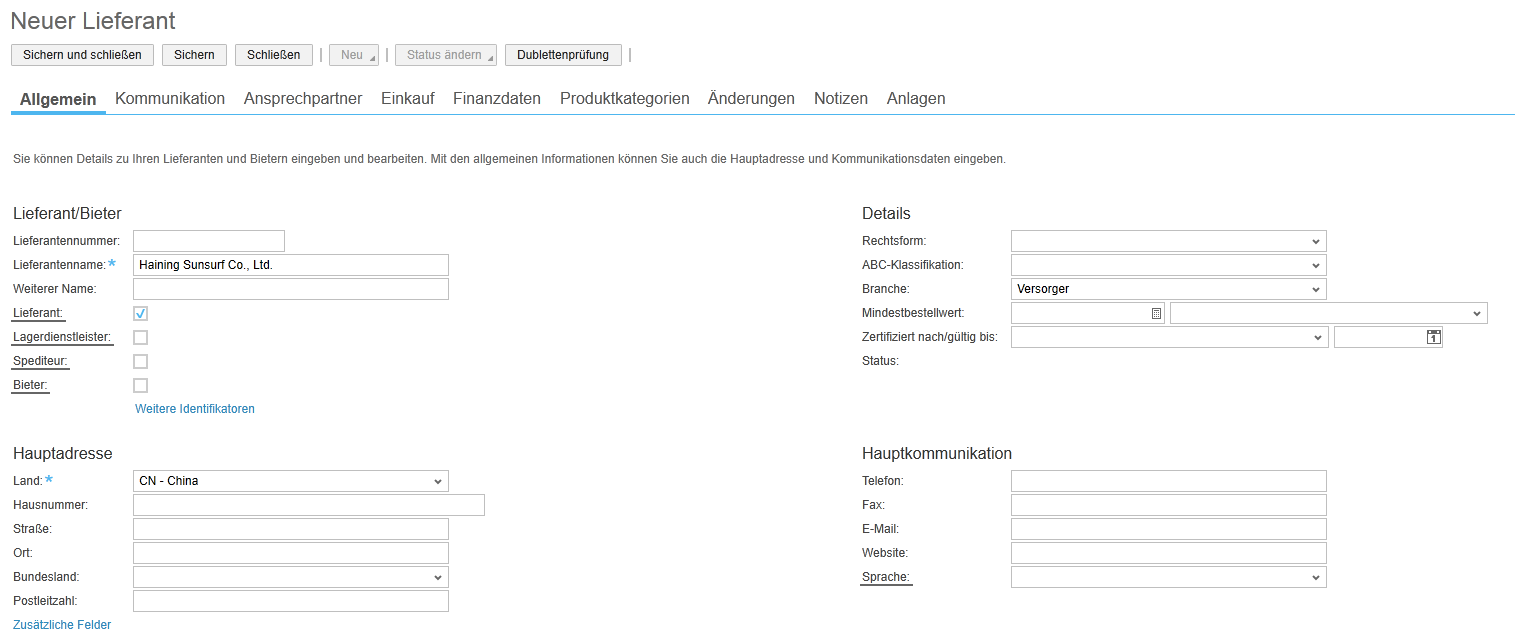 Neuer Lieferant
Sichern und schließen Sichern Schließen Neu Status ändern Dublettenprüfung
Allgemein Kommunikation Ansprechpartner Einkauf Finanzdaten Produktkategorien Änderungen Notizen Anlagen
Sie können Details zu Ihren Lieferanten und Bietern eingeben und bearbeiten. Mit den allgemeinen Informationen können Sie auch die Hauptadresse und Kommunikationsdaten eingeben.
Lieferant/Bieter
Lieferantennummer:
Lieferantenname:* Haining Sunsurf Co., Ltd.
Weiterer Name:
Lieferant:
Lagerdienstleister:
Spediteur:
Bieter:
Weitere Identifikatoren
Details
Rechtsform:
ABC-Klassifikation:
Branche: Versorger
Mindestbestellwert:
Zertifiziert nach/gültig bis: 1
Status:
Hauptadresse
Land:* CN - China
Hausnummer:
Straße:
Ort:
Bundesland:
Postleitzahl:
Zusätzliche Felder
Hauptkommunikation
Telefon:
Fax:
E-Mail:
Website:
Sprache: